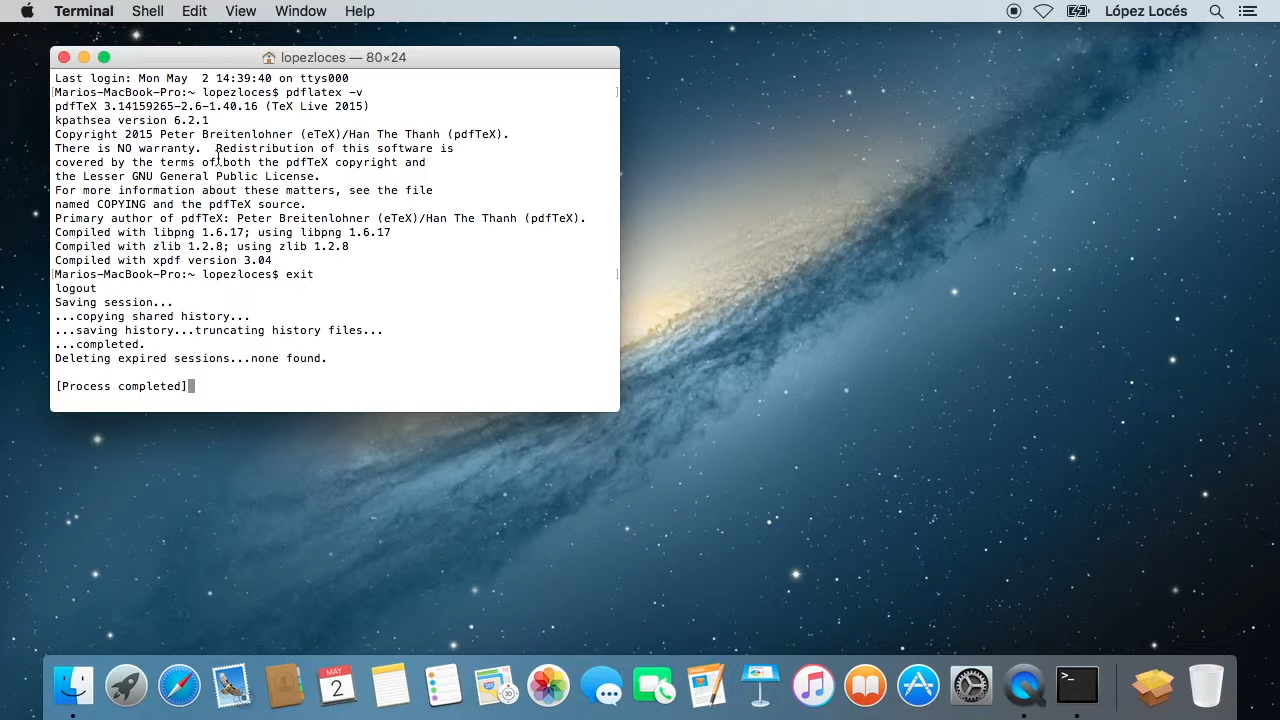 Terminal Shell Edit View Window Help López Locés
lopezloces — 80×24
Last login: Mon May  2 14:39:40 on ttys000
[Marios-MacBook-Pro:~ lopezloces$ pdflatex -v ]
pdfTeX 3.14159265-2.6-1.40.16 (TeX Live 2015)
kpathsea version 6.2.1
Copyright 2015 Peter Breitenlohner (eTeX)/Han The Thanh (pdfTeX).
There is NO warranty.  Redistribution of this software is
covered by the terms of both the pdfTeX copyright and
the Lesser GNU General Public License.
For more information about these matters, see the file
named COPYING and the pdfTeX source.
Primary author of pdfTeX: Peter Breitenlohner (eTeX)/Han The Thanh (pdfTeX).
Compiled with libpng 1.6.17; using libpng 1.6.17
Compiled with zlib 1.2.8; using zlib 1.2.8
Compiled with xpdf version 3.04
[Marios-MacBook-Pro:~ lopezloces$ exit ]
logout
Saving session...
...copying shared history...
...saving history...truncating history files...
...completed.
Deleting expired sessions...none found.
[Process completed]
MAY
2
3D
>_